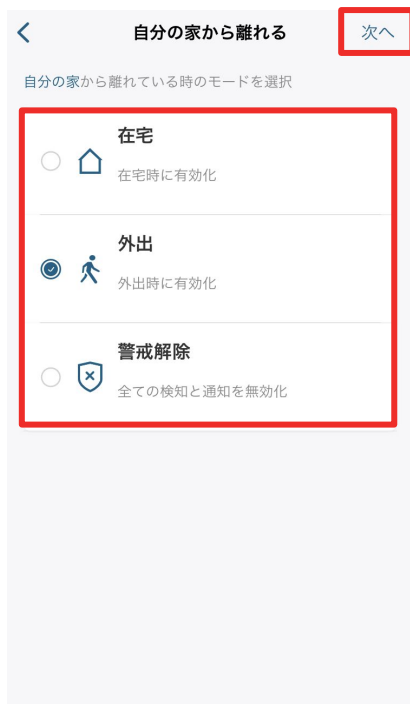 自分の家から離れる
次へ
自分の家から離れている時のモードを選択
在宅
在宅時に有効化
外出
外出時に有効化
警戒解除
全ての検知と通知を無効化